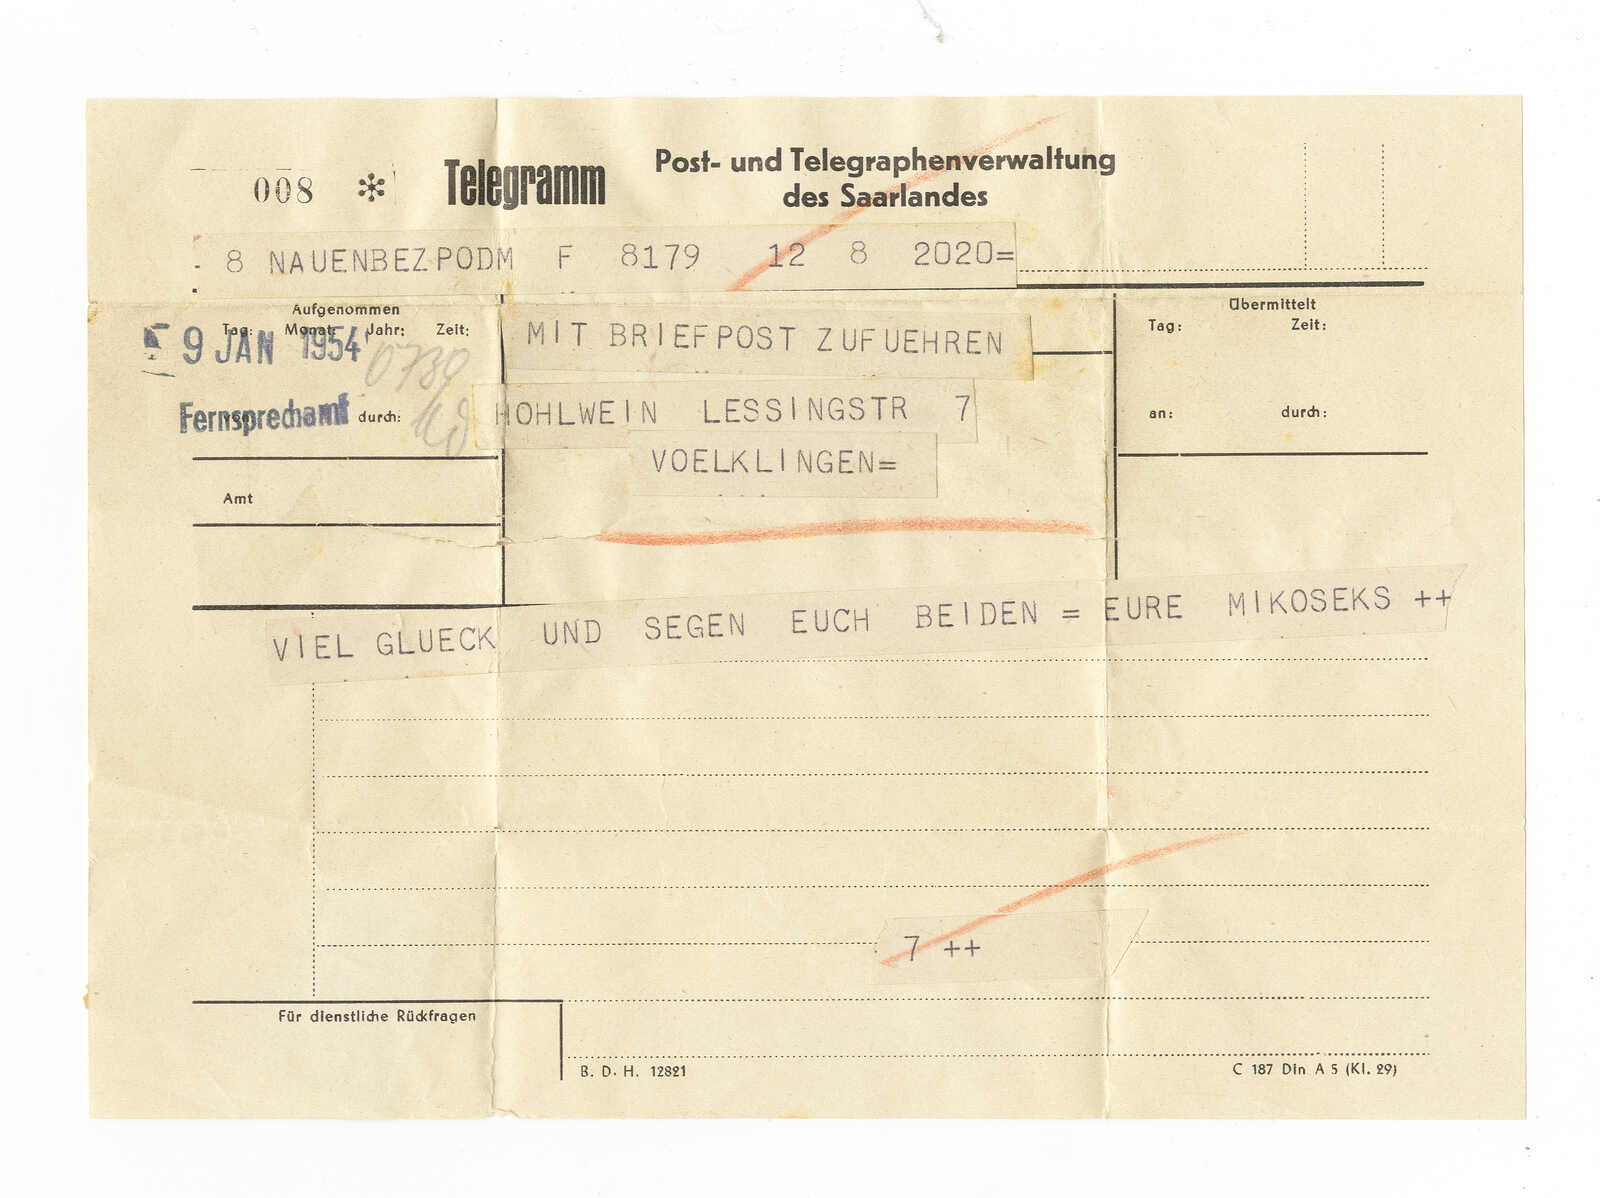 008 * Telegramm Post- und Telegraphenverwaltung
des Saarlandes
8 NAUENBEZPODM F 8179 12 8 2020=
Aufgenommen
Tag: Monat: Jahr: Zeit:
9 JAN 1954 0730
Fernsprechamt durch:
Amt
MIT BRIEFPOST ZUFUEHREN
HOHLWEIN LESSINGSTR 7
VOELKLINGEN=
Übermittelt
Tag: Zeit:
an: durch:
VIEL GLUECK UND SEGEN EUCH BEIDEN = EURE MIKOSEKS ++
7 ++
Für dienstliche Rückfragen
B. D. H. 12821
C 187 Din A 5 (Kl. 29)